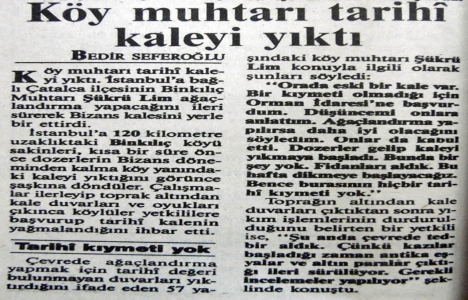 Köy muhtarı tarihî
kaleyi yıktı
BEDİR SEFEROĞLU
Köy muhtarı tarihî kale-
yi yıktı. İstanbul'a bağ-
lı Çatalca ilçesinin Binkılıç
Muhtarı Şükrü Lim ağaç-
landırma yapacağını ileri
sürerek Bizans kalesini yerle
bir ettirdi.
İstanbul'a 120 kilometre
uzaklıktaki Binkılıç köyü
sakinleri, kısa bir süre ön-
ce dozerlerin Bizans döne-
minden kalma köy yanında-
ki kaleyi yıktığını görünce
şaşkına döndüler. Çalışma-
lar ilerleyip toprak altından
kale duvarları ve oyukları
çıkınca köylüler yetkililere
başvurup tarihî kalenin
yağmalandığını ihbar etti.
Tarihî kıymeti yok
Çevrede ağaçlandırma
yapmak için tarihî değeri
bulunmayan duvarları yık-
tırdığını ifade eden 57 ya-
şındaki köy muhtarı Şükrü
Lim konuyla ilgili olarak
şunları söyledi:
"Orada eski bir kale var.
Bir kıymeti olmadığı için
Orman İdaresi'ne başvur-
dum. Düşüncemi onlara
anlattım. Ağaçlandırma ya-
pılırsa daha iyi olacağını
söyledim. Onlar da kabul
etti. Dozerler gelip kaleyi
yıkmaya başladı. Bunda bir
şey yok. Fidanları aldık. Bu
hafta dikmeye başlayacağız.
Bence burasının hiçbir tari-
hî kıymeti yok."
Toprağın altından kale
duvarları çıktıktan sonra yı-
kım işlemlerinin durdurul-
duğunu belirten bir yetkili
ise, "Şu anda çevrede ted-
bir aldık. Çünkü kazılar
başladığı zaman antika eş-
yalar ve altın paralar çıktı-
ğı ileri sürülüyor. Gerekli
incelemeler yapılıyor" şek-
linde konuştu.